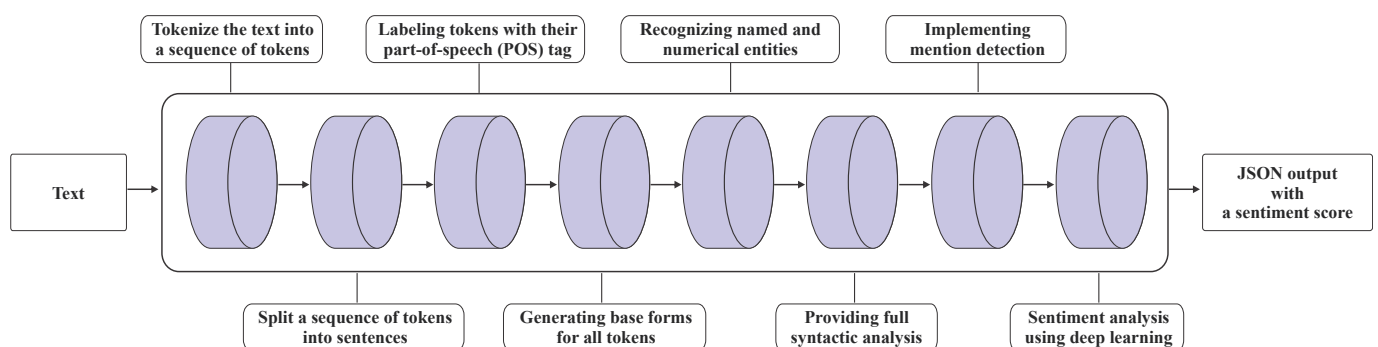 Tokenize the text into
a sequence of tokens
Labeling tokens with their
part-of-speech (POS) tag
Recognizing named and
numerical entities
Implementing
mention detection
Text
JSON output
with
a sentiment score
Split a sequence of tokens
into sentences
Generating base forms
for all tokens
Providing full
syntactic analysis
Sentiment analysis
using deep learning